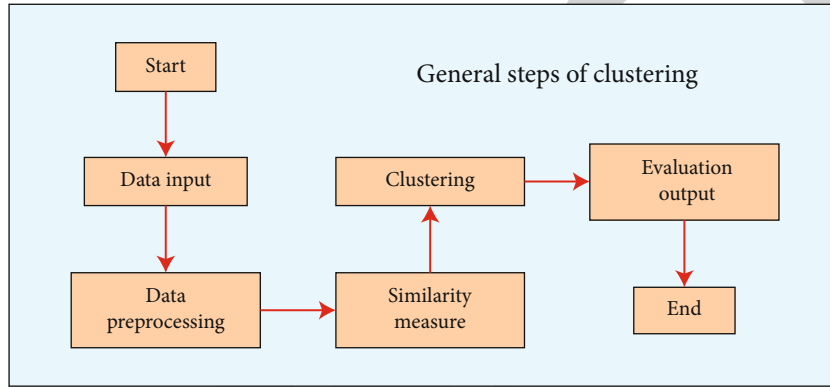 General steps of clustering
Start
Data input
Data
preprocessing
Similarity
measure
Clustering
Evaluation
output
End